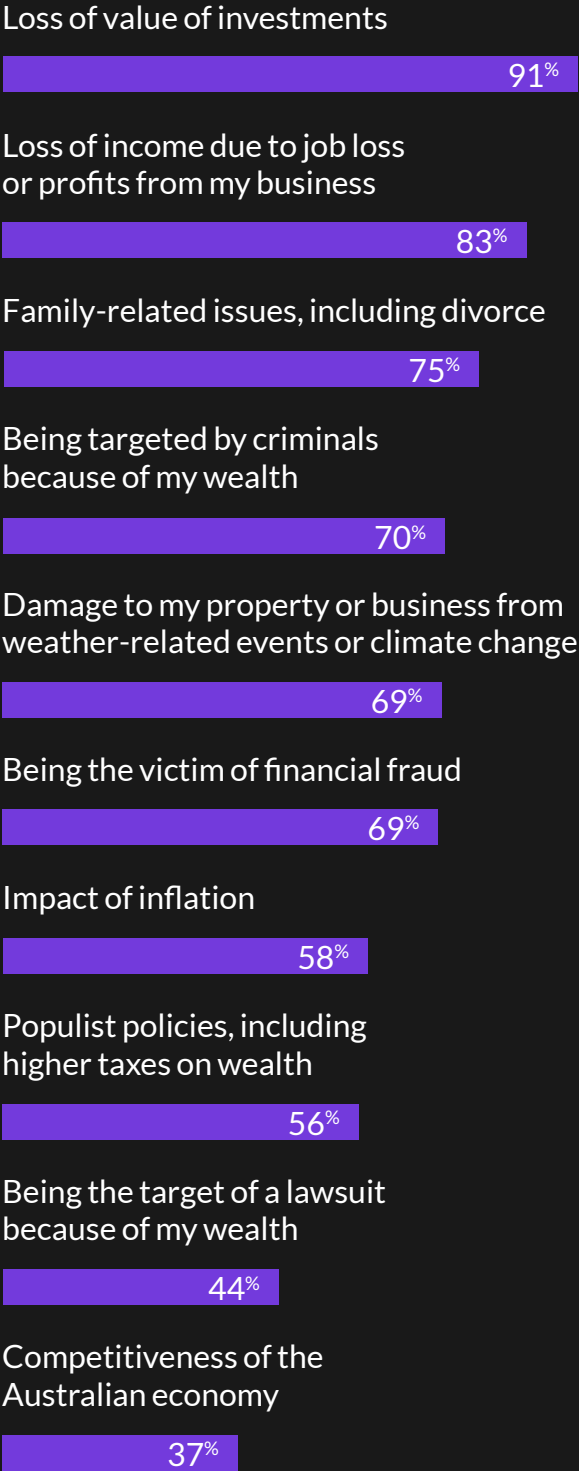 Loss of value of investments
91%
Loss of income due to job loss
or profits from my business
83%
Family-related issues, including divorce
75%
Being targeted by criminals
because of my wealth
70%
Damage to my property or business from
weather-related events or climate change
69%
Being the victim of financial fraud
69%
Impact of inflation
58%
Populist policies, including
higher taxes on wealth
56%
Being the target of a lawsuit
because of my wealth
44%
Competitiveness of the
Australian economy
37%